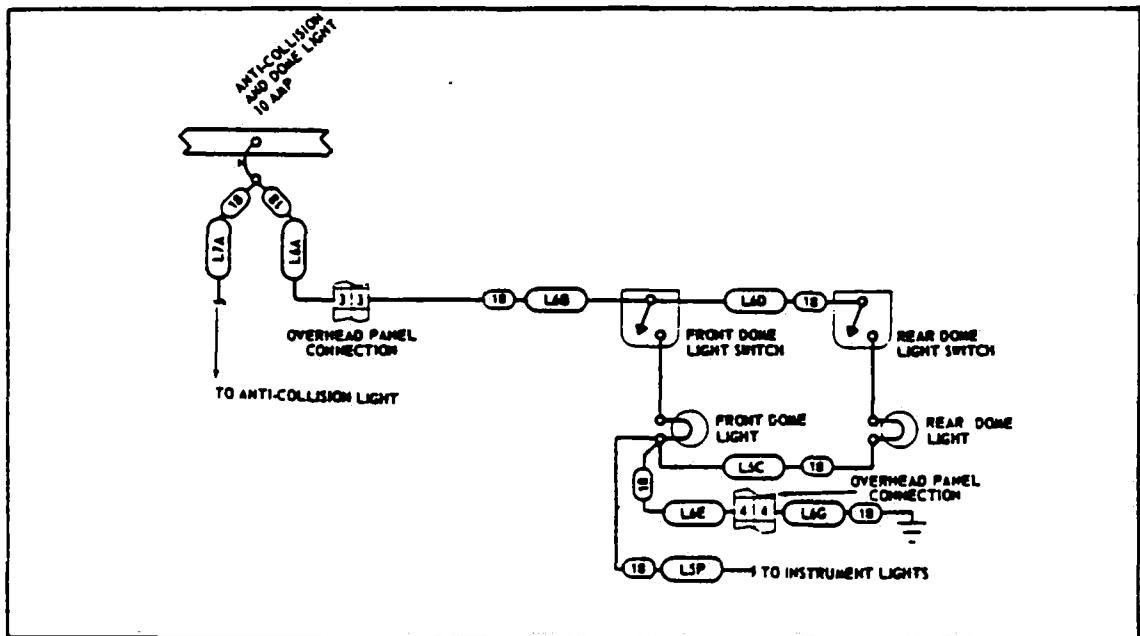 ANTI-COLLISION
AND DOME LIGHT
10 AMP
18
18
L7A
L6A
3 3
OVERHEAD PANEL
CONNECTION
TO ANTI-COLLISION LIGHT
18
L6B
L6D
18
FRONT DOME
LIGHT SWITCH
REAR DOME
LIGHT SWITCH
FRONT DOME
LIGHT
REAR DOME
LIGHT
18
18
OVERHEAD PANEL
CONNECTION
L6E
4 4
L6G
18
18
L5P
TO INSTRUMENT LIGHTS